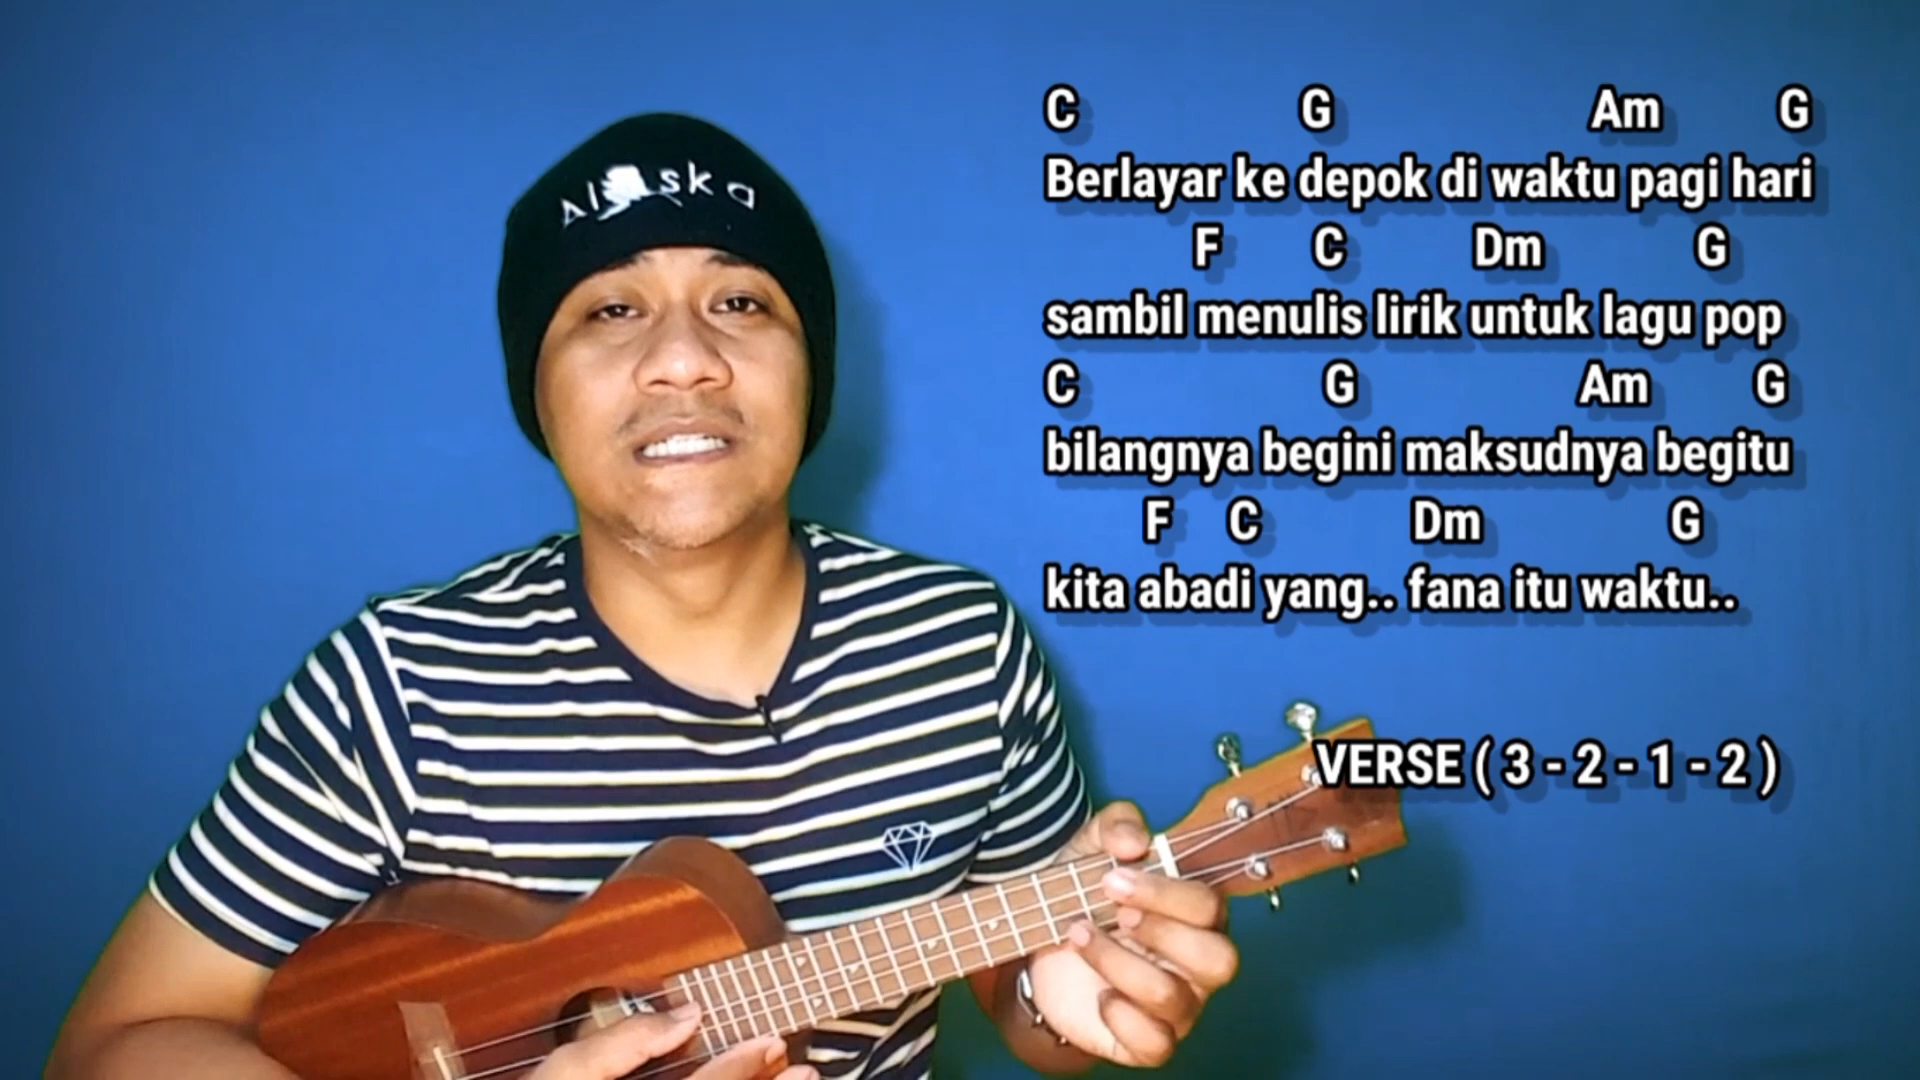 Alaska
C G Am G
Berlayar ke depok di waktu pagi hari
F C Dm G
sambil menulis lirik untuk lagu pop
C G Am G
bilangnya begini maksudnya begitu
F C Dm G
kita abadi yang.. fana itu waktu..
VERSE ( 3 - 2 - 1 - 2 )